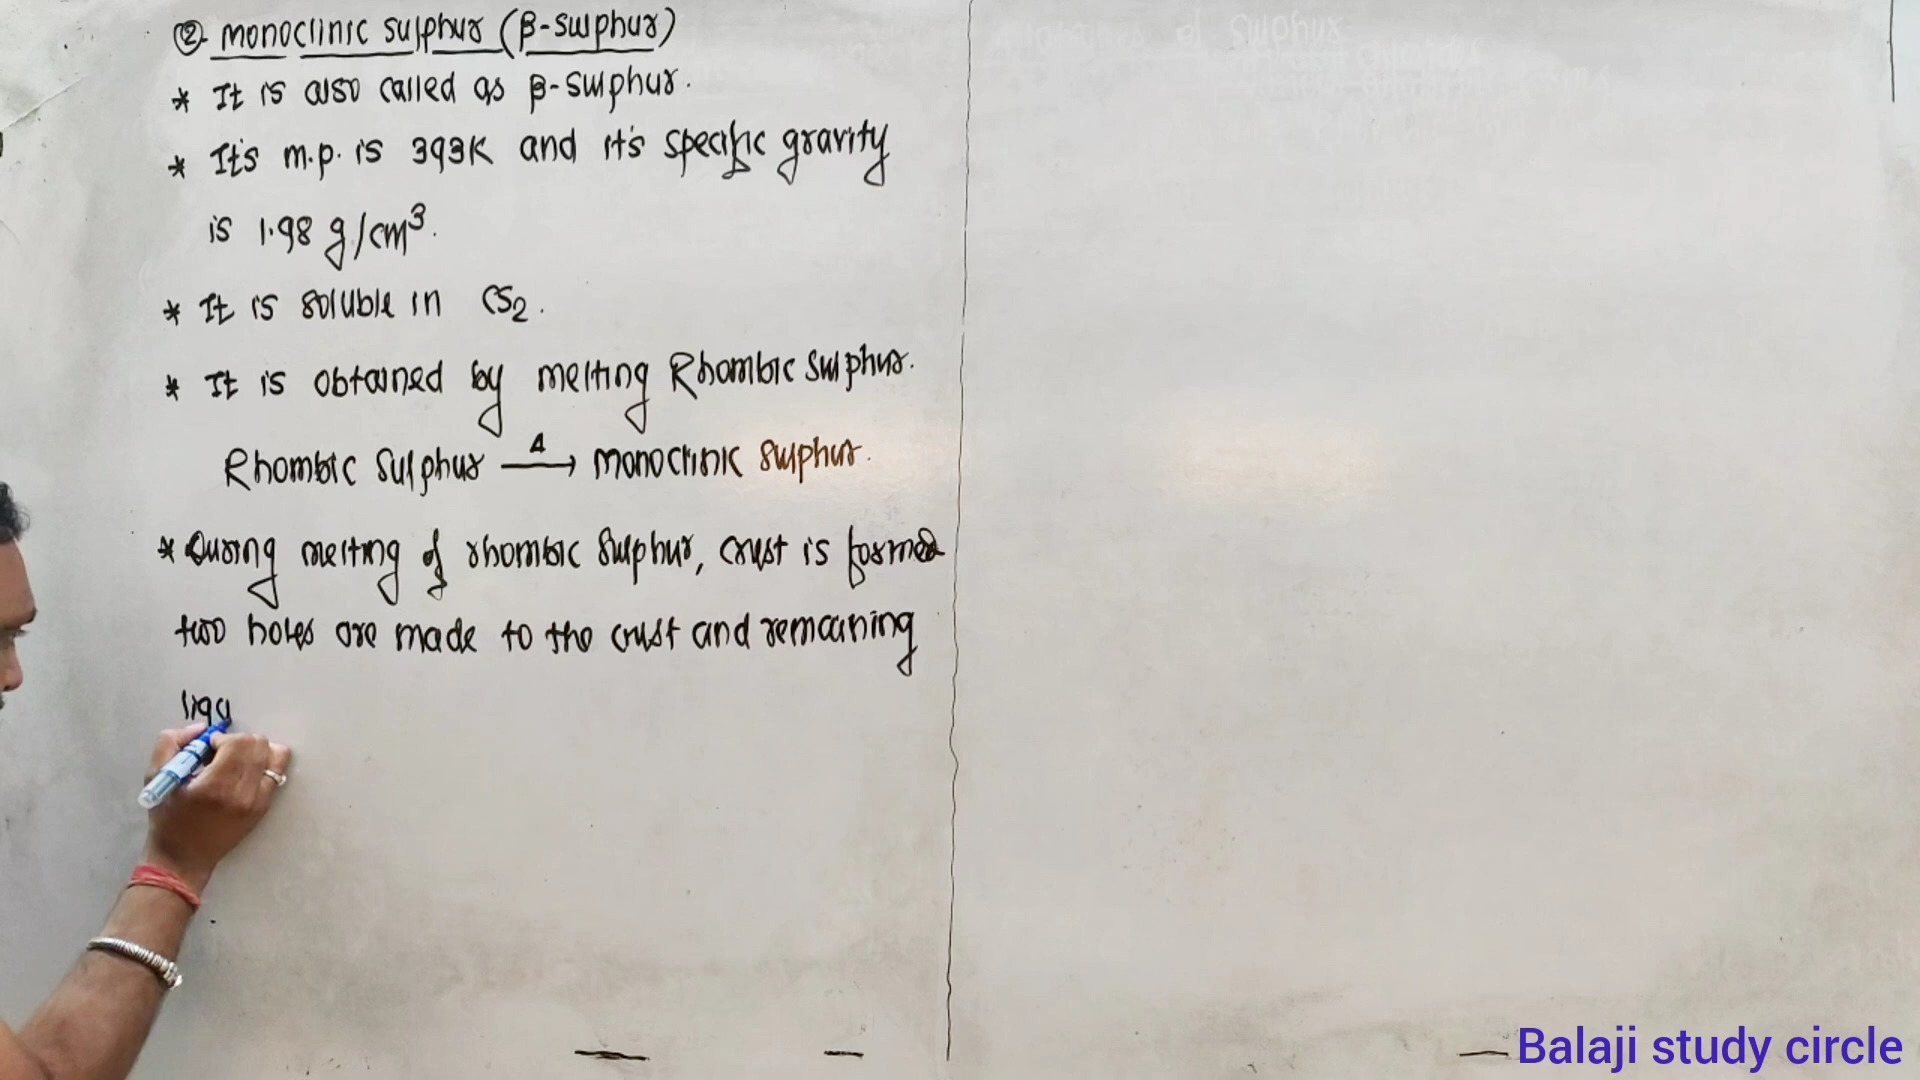 ② monoclinic sulphur (β-sulphur)
* It is also called as β-sulphur.
* It's m.p. is 393K and it's specific gravity
is 1.98 g/cm³.
* It is soluble in CS₂.
* It is obtained by melting Rhombic Sulphur.
Rhombic Sulphur —Δ→ monoclinic sulphur.
* During melting of rhombic sulphur, crust is formed
two holes are made to the crust and remaining
liqu
Balaji study circle